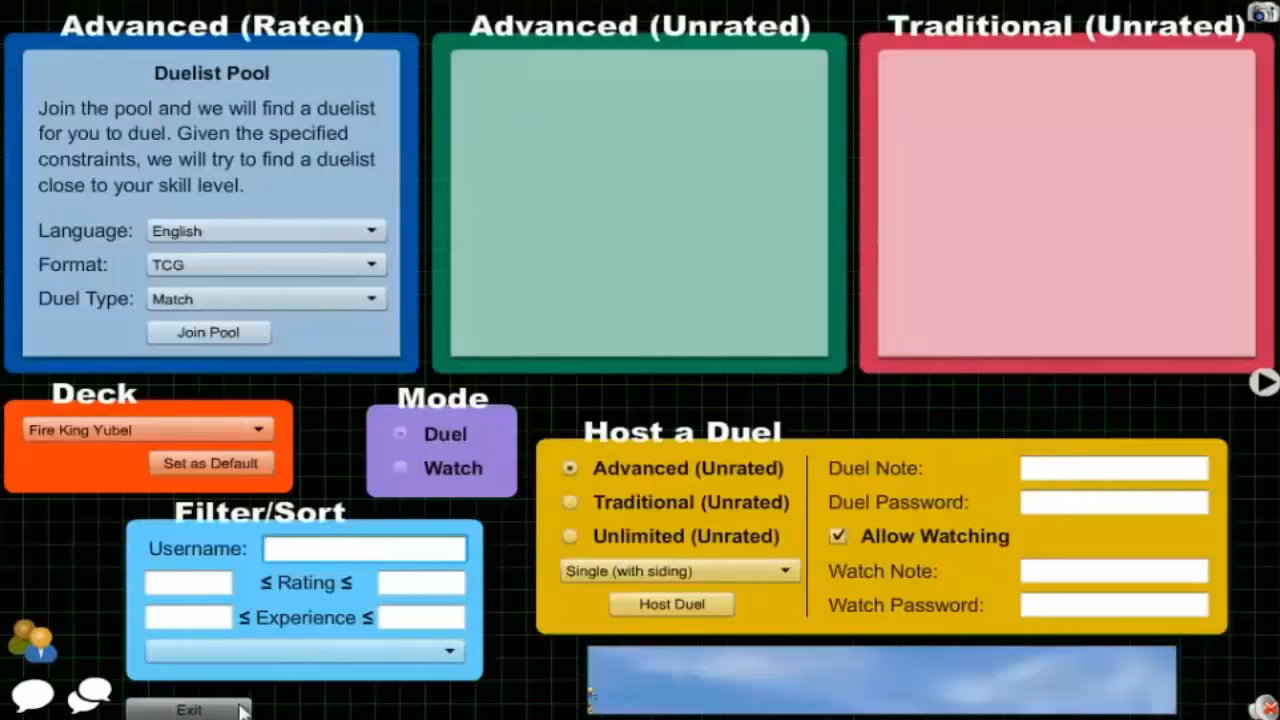 Advanced (Rated)
Advanced (Unrated)
Traditional (Unrated)
Duelist Pool
Join the pool and we will find a duelist
for you to duel. Given the specified
constraints, we will try to find a duelist
close to your skill level.
Language: English
Format: TCG
Duel Type: Match
Join Pool
Deck
Fire King Yubel
Set as Default
Mode
Duel
Watch
Host a Duel
Advanced (Unrated)
Traditional (Unrated)
Unlimited (Unrated)
Single (with siding)
Host Duel
Duel Note:
Duel Password:
Allow Watching
Watch Note:
Watch Password:
Filter/Sort
Username:
≤ Rating ≤
≤ Experience ≤
Exit